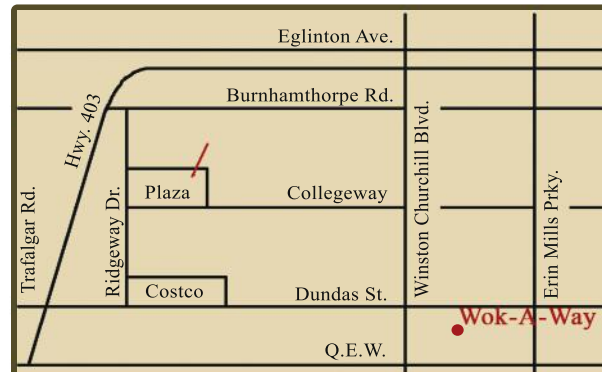 Eglinton Ave.
Burnhamthorpe Rd.
Hwy. 403
Winston Churchill Blvd.
Plaza
Collegeway
Erin Mills Prky.
Trafalgar Rd.
Ridgeway Dr.
Costco
Dundas St.
Wok-A-Way
Q.E.W.